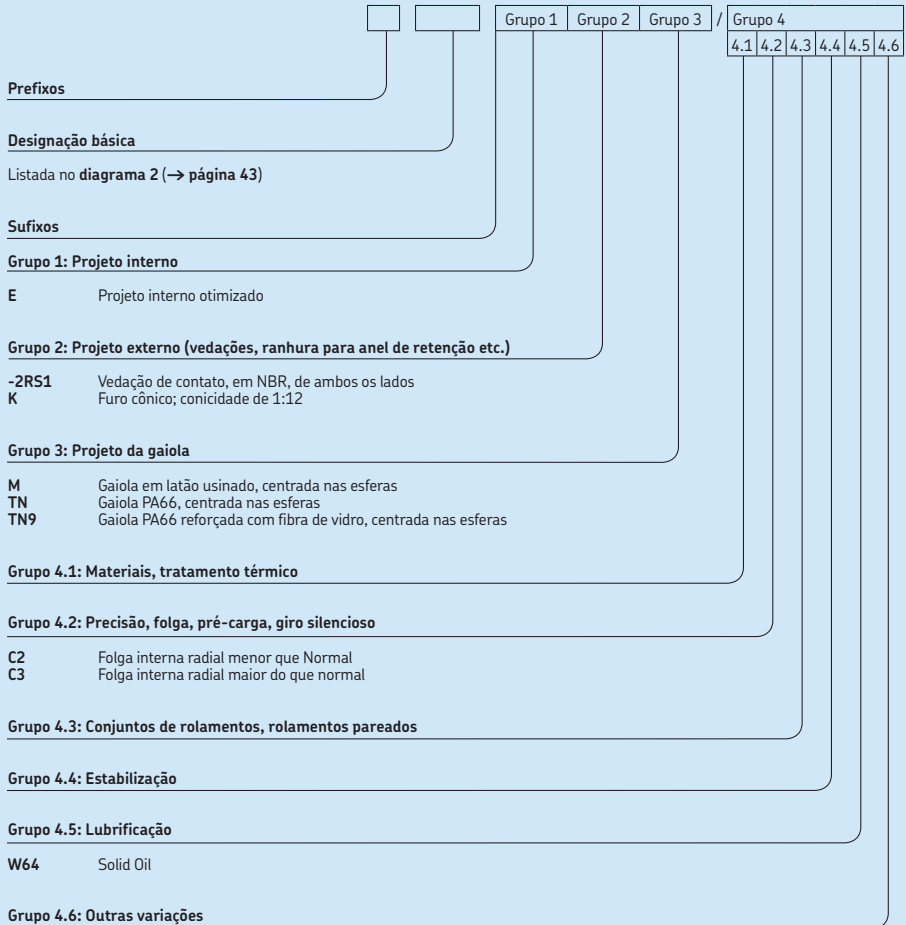 Grupo 1 Grupo 2 Grupo 3 / Grupo 4
4.1 4.2 4.3 4.4 4.5 4.6
Prefixos
Designação básica
Listada no diagrama 2 (→ página 43)
Sufixos
Grupo 1: Projeto interno
E Projeto interno otimizado
Grupo 2: Projeto externo (vedações, ranhura para anel de retenção etc.)
-2RS1 Vedação de contato, em NBR, de ambos os lados
K Furo cônico; conicidade de 1:12
Grupo 3: Projeto da gaiola
M Gaiola em latão usinado, centrada nas esferas
TN Gaiola PA66, centrada nas esferas
TN9 Gaiola PA66 reforçada com fibra de vidro, centrada nas esferas
Grupo 4.1: Materiais, tratamento térmico
Grupo 4.2: Precisão, folga, pré-carga, giro silencioso
C2 Folga interna radial menor que Normal
C3 Folga interna radial maior do que normal
Grupo 4.3: Conjuntos de rolamentos, rolamentos pareados
Grupo 4.4: Estabilização
Grupo 4.5: Lubrificação
W64 Solid Oil
Grupo 4.6: Outras variações